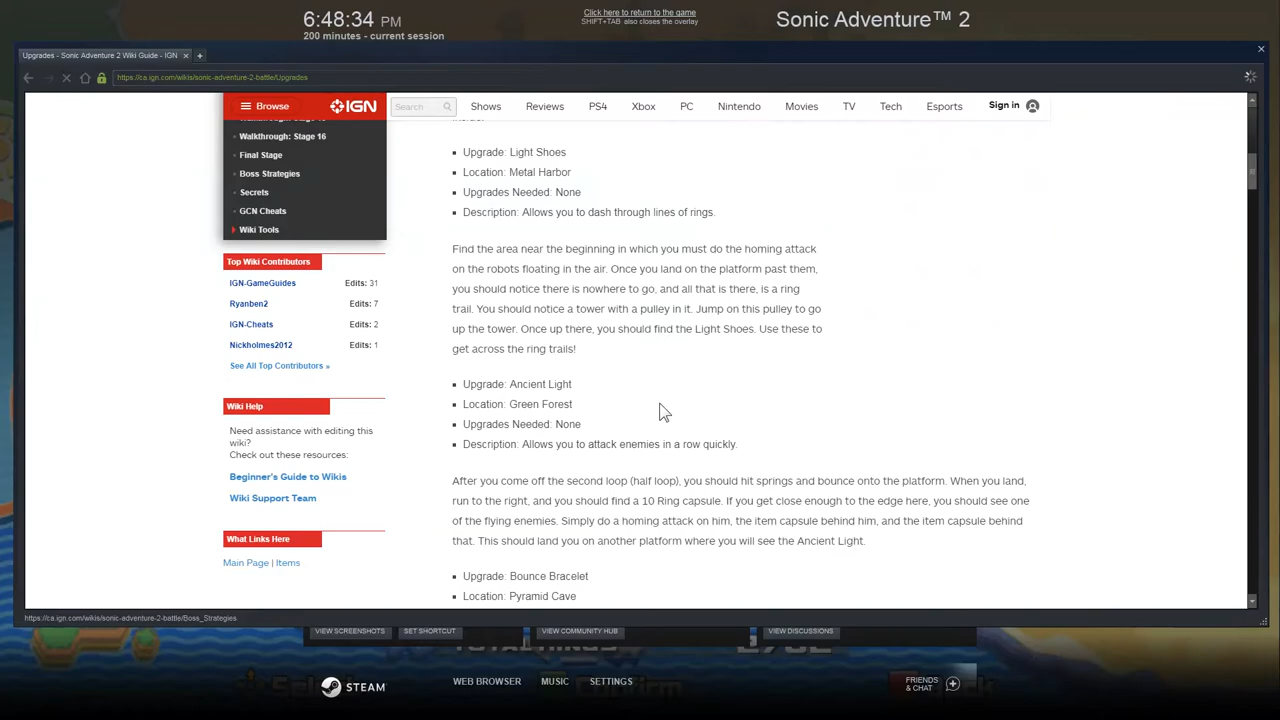 6:48:34 PM
200 minutes - current session
Click here to return to the game
SHIFT+TAB also closes the overlay
Sonic Adventure™ 2
Upgrades - Sonic Adventure 2 Wiki Guide - IGN
https://ca.ign.com/wikis/sonic-adventure-2-battle/Upgrades
Browse
IGN
Search
Shows
Reviews
PS4
Xbox
PC
Nintendo
Movies
TV
Tech
Esports
Sign in
Walkthrough: Stage 16
Final Stage
Boss Strategies
Secrets
GCN Cheats
Wiki Tools
Top Wiki Contributors
IGN-GameGuides Edits: 31
Ryanben2 Edits: 7
IGN-Cheats Edits: 2
Nickholmes2012 Edits: 1
See All Top Contributors »
Wiki Help
Need assistance with editing this
wiki?
Check out these resources:
Beginner's Guide to Wikis
Wiki Support Team
What Links Here
Main Page | Items
Upgrade: Light Shoes
Location: Metal Harbor
Upgrades Needed: None
Description: Allows you to dash through lines of rings.
Find the area near the beginning in which you must do the homing attack
on the robots floating in the air. Once you land on the platform past them,
you should notice there is nowhere to go, and all that is there, is a ring
trail. You should notice a tower with a pulley in it. Jump on this pulley to go
up the tower. Once up there, you should find the Light Shoes. Use these to
get across the ring trails!
Upgrade: Ancient Light
Location: Green Forest
Upgrades Needed: None
Description: Allows you to attack enemies in a row quickly.
After you come off the second loop (half loop), you should hit springs and bounce onto the platform. When you land,
run to the right, and you should find a 10 Ring capsule. If you get close enough to the edge here, you should see one
of the flying enemies. Simply do a homing attack on him, the item capsule behind him, and the item capsule behind
that. This should land you on another platform where you will see the Ancient Light.
Upgrade: Bounce Bracelet
Location: Pyramid Cave
https://ca.ign.com/wikis/sonic-adventure-2-battle/Boss_Strategies
VIEW SCREENSHOTS
SET SHORTCUT
VIEW COMMUNITY HUB
VIEW DISCUSSIONS
STEAM
WEB BROWSER
MUSIC
SETTINGS
FRIENDS
& CHAT